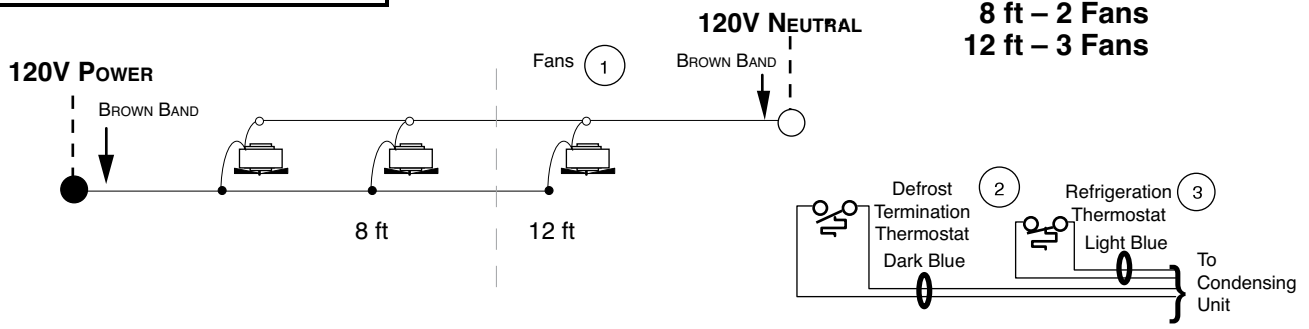 8 ft – 2 Fans
12 ft – 3 Fans
120V NEUTRAL
Fans 1
BROWN BAND
120V POWER
BROWN BAND
8 ft
12 ft
Defrost
Termination
Thermostat
2
Dark Blue
Refrigeration
Thermostat
3
Light Blue
To
Condensing
Unit